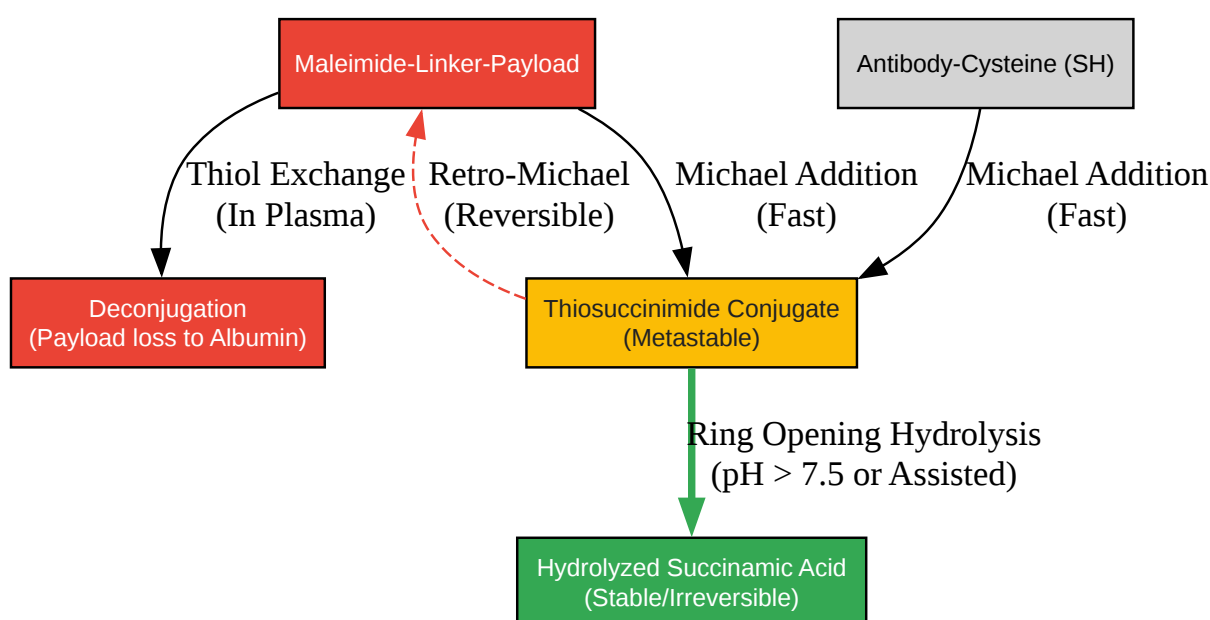 Maleimide-Linker-Payload
Antibody-Cysteine (SH)
Thiol Exchange
(In Plasma)
Retro-Michael
(Reversible)
Michael Addition
(Fast)
Michael Addition
(Fast)
Deconjugation
(Payload loss to Albumin)
Thiosuccinimide Conjugate
(Metastable)
Ring Opening Hydrolysis
(pH > 7.5 or Assisted)
Hydrolyzed Succinamic Acid
(Stable/Irreversible)